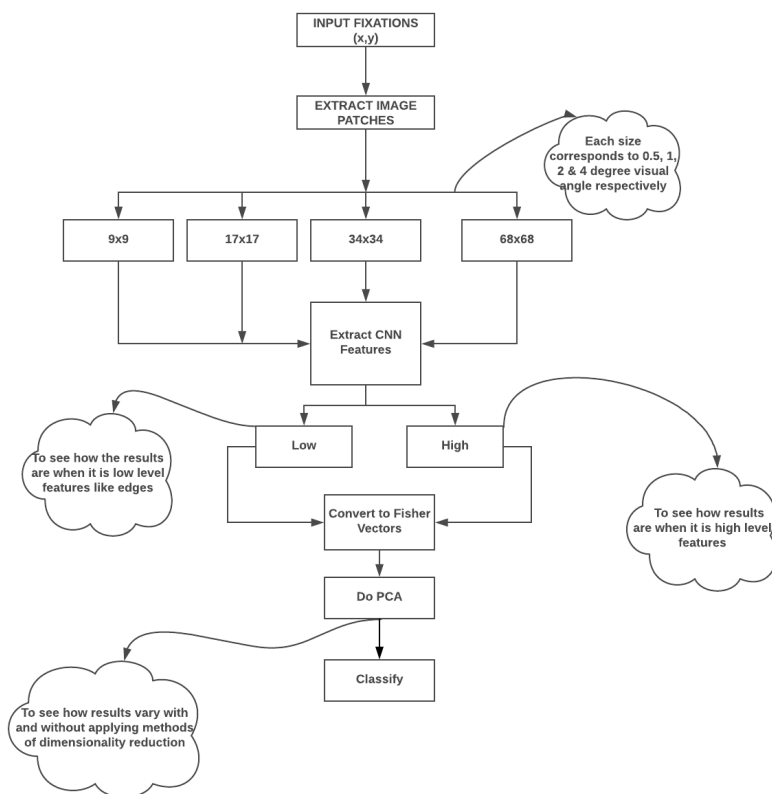 INPUT FIXATIONS
(x,y)
EXTRACT IMAGE
PATCHES
Each size
corresponds to 0.5, 1,
2 & 4 degree visual
angle respectively
9x9
17x17
34x34
68x68
Extract CNN
Features
Low
High
To see how the results
are when it is low level
features like edges
To see how results
are when it is high level
features
Convert to Fisher
Vectors
Do PCA
Classify
To see how results vary with
and without applying methods
of dimensionality reduction